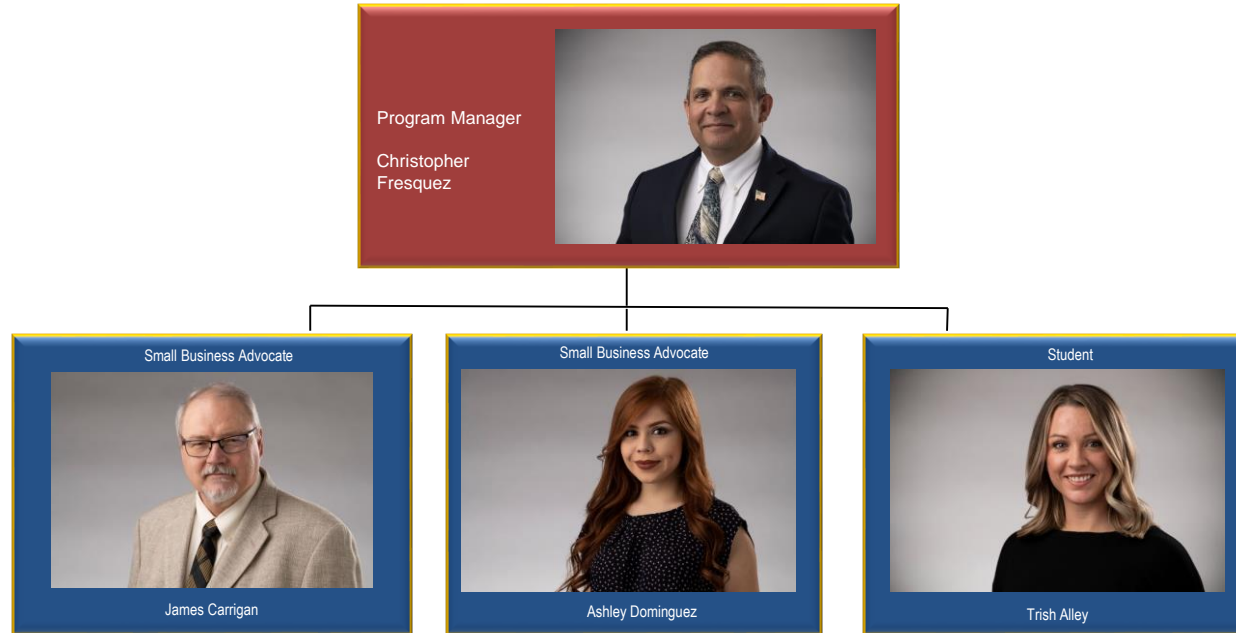 Program Manager
Christopher
Fresquez
Small Business Advocate
James Carrigan
Small Business Advocate
Ashley Dominguez
Student
Trish Alley